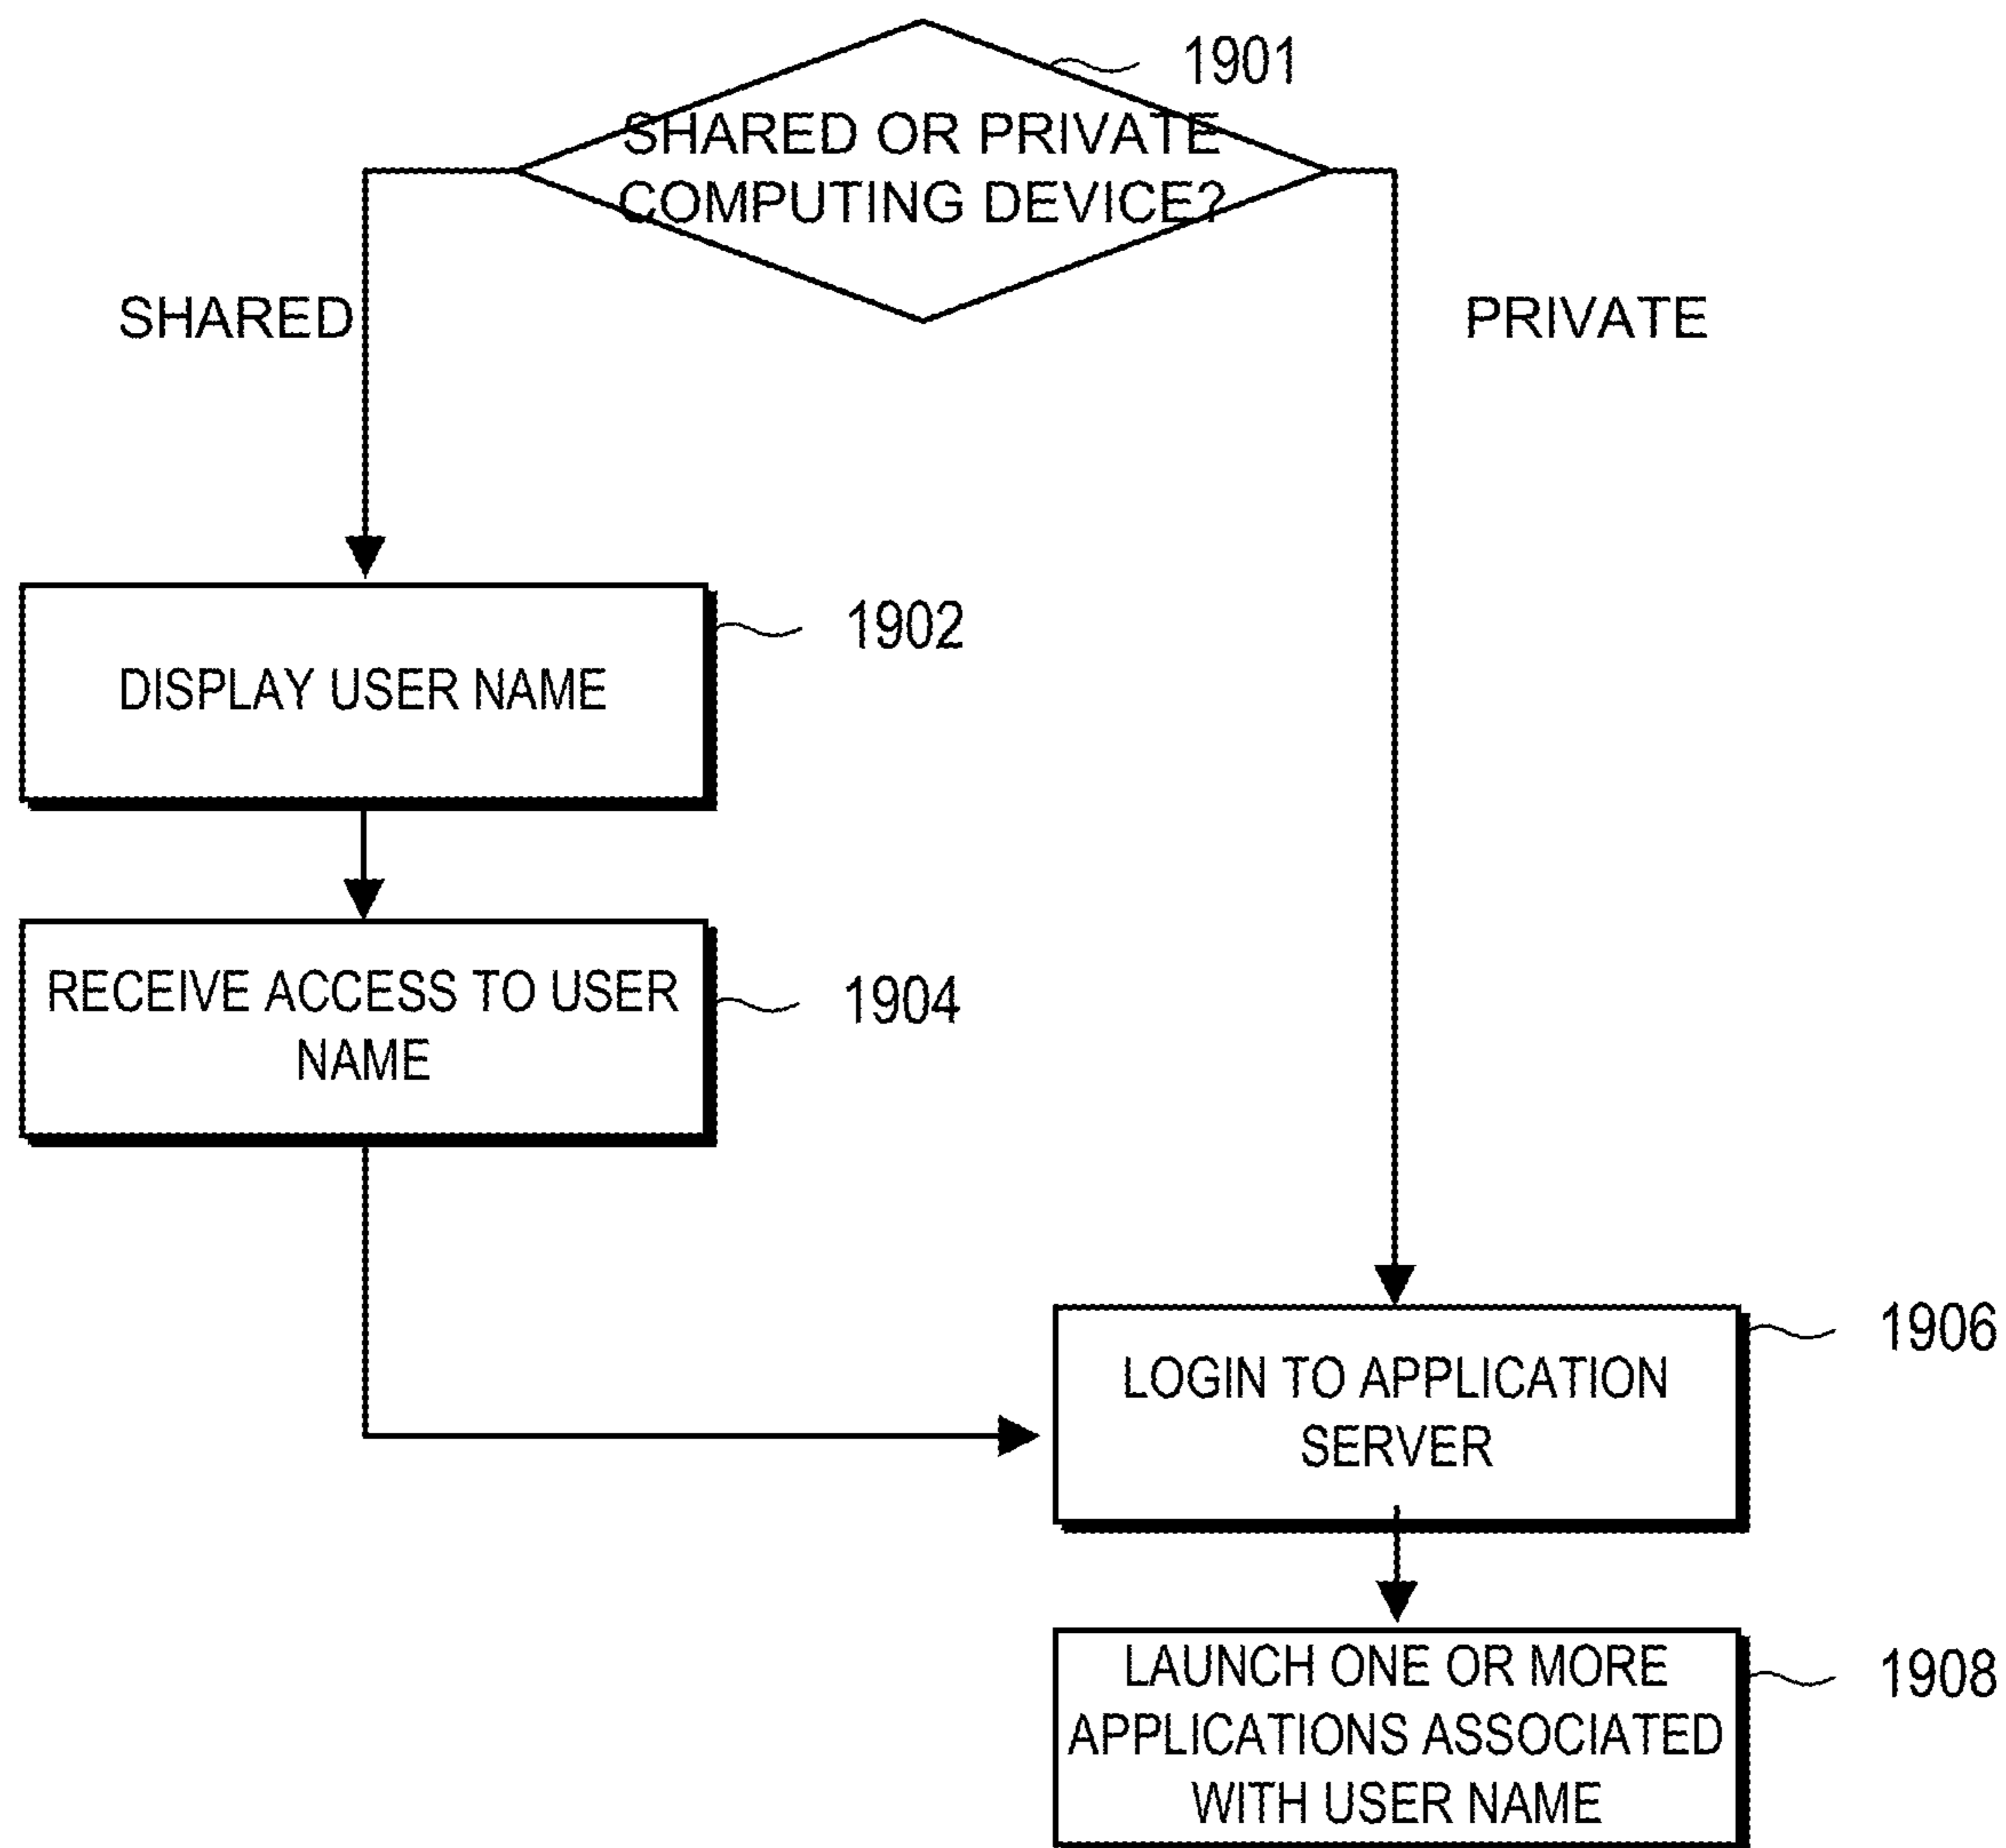 1901
SHARED OR PRIVATE
COMPUTING DEVICE?
SHARED
PRIVATE
1902
DISPLAY USER NAME
RECEIVE ACCESS TO USER
NAME
1904
1906
LOGIN TO APPLICATION
SERVER
LAUNCH ONE OR MORE
APPLICATIONS ASSOCIATED
WITH USER NAME
1908